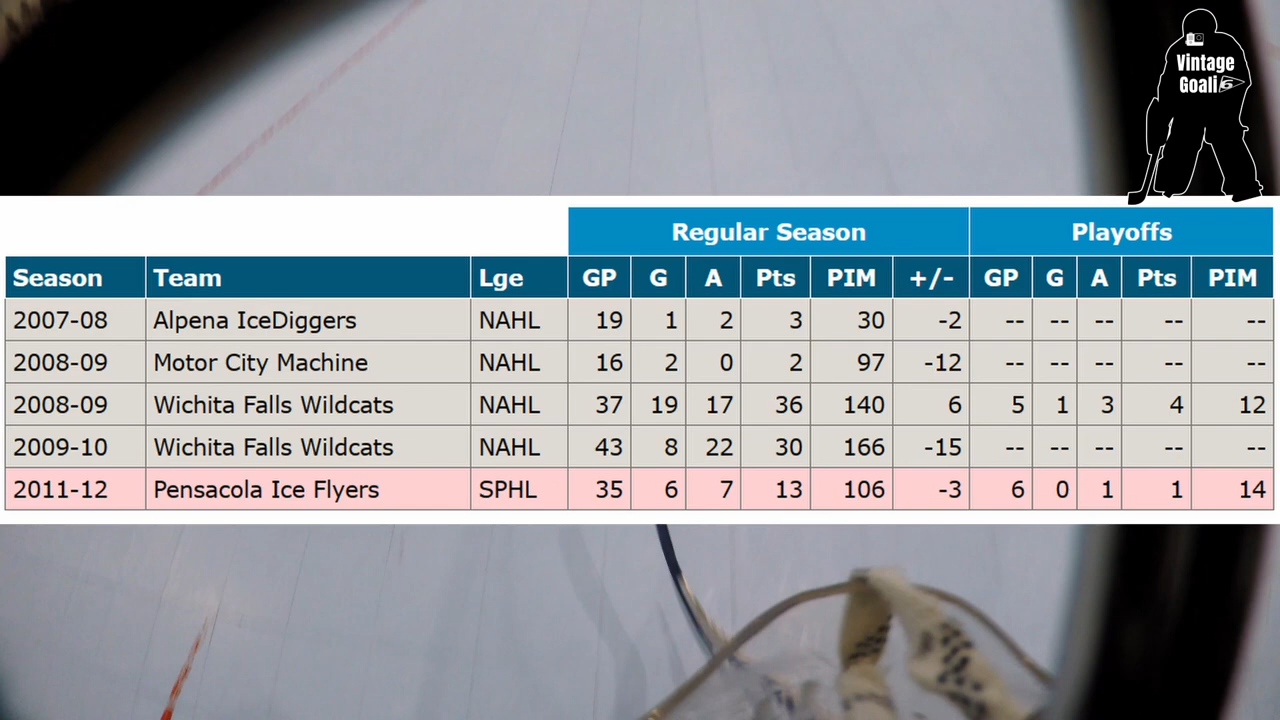 Vintage
Goali6
Regular Season Playoffs
Season Team Lge GP G A Pts PIM +/- GP G A Pts PIM
2007-08 Alpena IceDiggers NAHL 19 1 2 3 30 -2 -- -- -- -- --
2008-09 Motor City Machine NAHL 16 2 0 2 97 -12 -- -- -- -- --
2008-09 Wichita Falls Wildcats NAHL 37 19 17 36 140 6 5 1 3 4 12
2009-10 Wichita Falls Wildcats NAHL 43 8 22 30 166 -15 -- -- -- -- --
2011-12 Pensacola Ice Flyers SPHL 35 6 7 13 106 -3 6 0 1 1 14